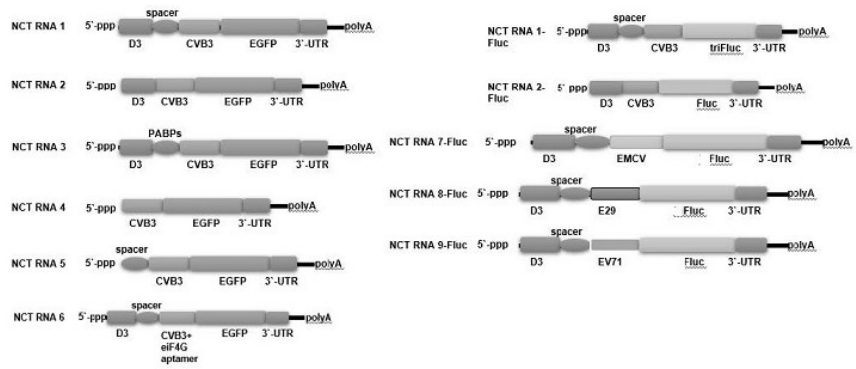 spacer
NCT RNA 1 5`-ppp polyA
D3 CVB3 EGFP 3`-UTR
NCT RNA 2 5`-ppp polyA
D3 CVB3 EGFP 3`-UTR
PABPs
NCT RNA 3 5`-ppp polyA
D3 CVB3 EGFP 3`-UTR
NCT RNA 4 5`-ppp polyA
CVB3 EGFP 3`-UTR
spacer
NCT RNA 5 5`-ppp polyA
CVB3 EGFP 3`-UTR
spacer
NCT RNA 6 5`-ppp polyA
D3 CVB3+ EGFP 3`-UTR
eiF4G
aptamer
spacer
NCT RNA 1- 5`-ppp polyA
Fluc D3 CVB3 triFluc 3`-UTR
NCT RNA 2- 5` ppp polyA
Fluc D3 CVB3 Fluc 3`-UTR
spacer
NCT RNA 7-Fluc 5`-ppp polyA
D3 EMCV Fluc 3`-UTR
spacer
NCT RNA 8-Fluc 5`-ppp polyA
D3 E29 Fluc 3`-UTR
spacer
NCT RNA 9-Fluc 5`-ppp polyA
D3 EV71 Fluc 3`-UTR